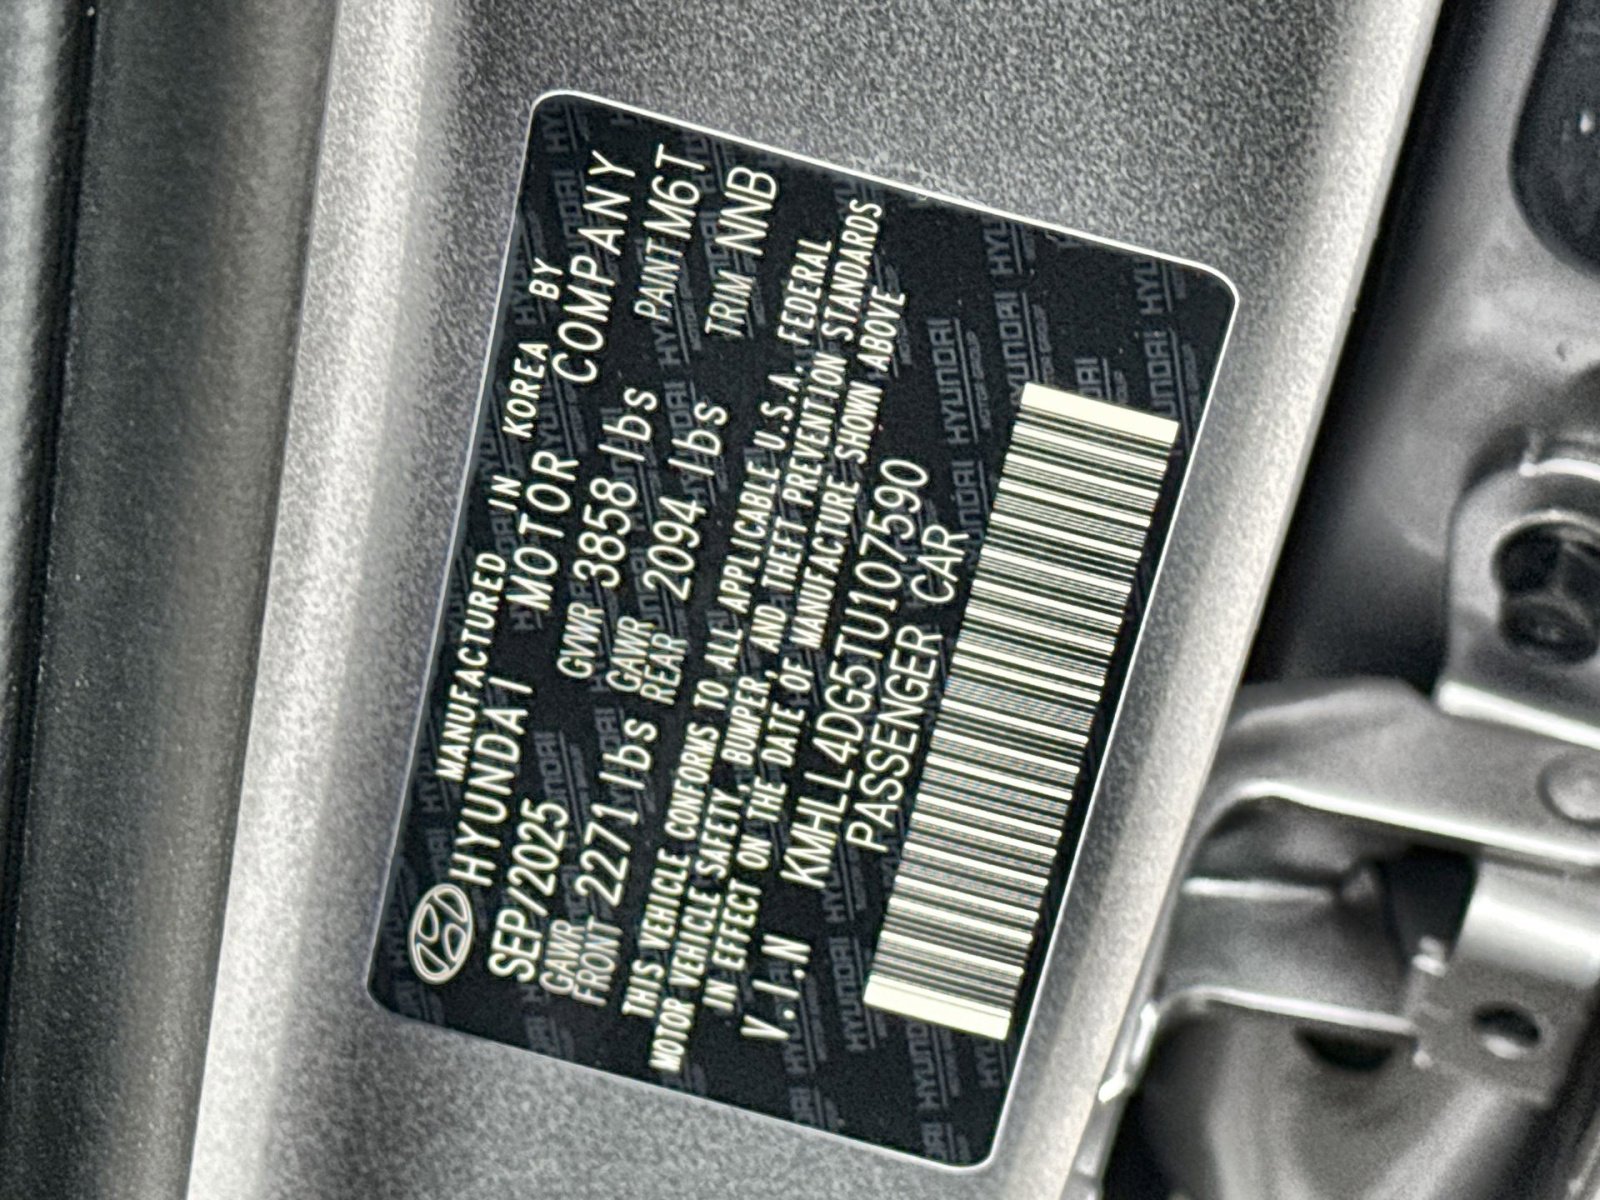 MANUFACTURED IN KOREA BY
HYUNDAI MOTOR COMPANY
SEP/2025 GVWR 3858 lbs PAINT M6T
GAWR FRONT 2271 lbs GAWR REAR 2094 lbs TRIM NNB
THIS VEHICLE CONFORMS TO ALL APPLICABLE U.S.A. FEDERAL
MOTOR VEHICLE SAFETY, BUMPER, AND THEFT PREVENTION STANDARDS
IN EFFECT ON THE DATE OF MANUFACTURE SHOWN ABOVE
V.I.N KMHLL4DG5TU107590
PASSENGER CAR